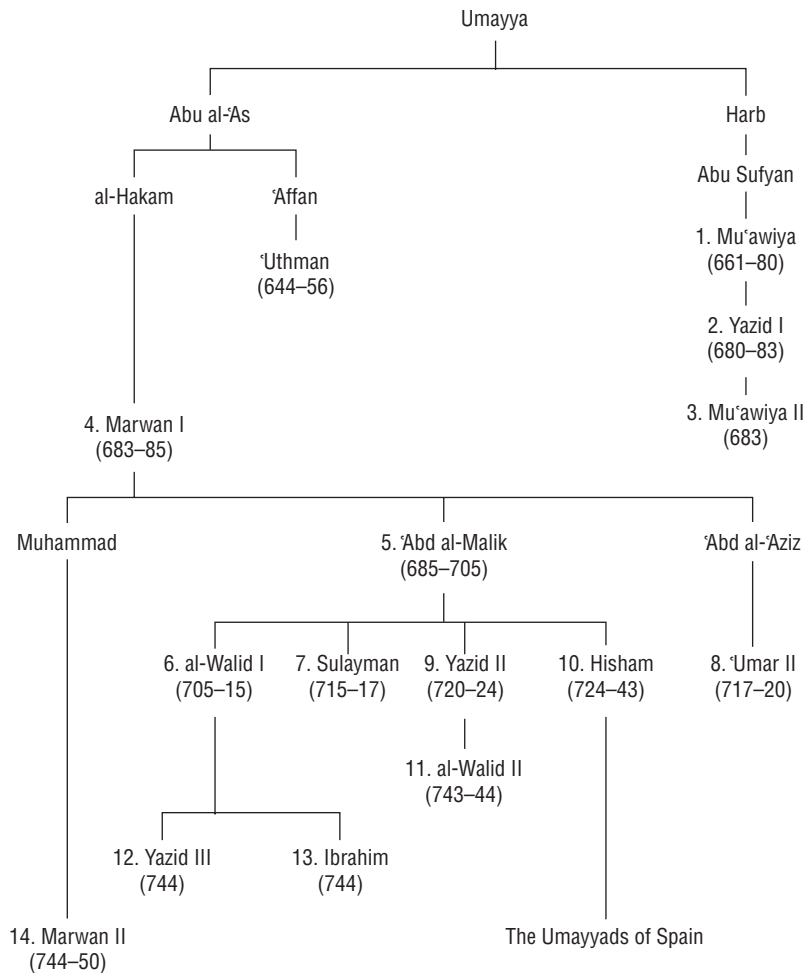 Umayya
Abu al-ʿAs
Harb
al-Hakam
ʿAffan
Abu Sufyan
ʿUthman
(644–56)
1. Muʿawiya
(661–80)
2. Yazid I
(680–83)
3. Muʿawiya II
(683)
4. Marwan I
(683–85)
Muhammad
5. ʿAbd al-Malik
(685–705)
ʿAbd al-ʿAziz
6. al-Walid I
(705–15)
7. Sulayman
(715–17)
9. Yazid II
(720–24)
10. Hisham
(724–43)
8. ʿUmar II
(717–20)
11. al-Walid II
(743–44)
12. Yazid III
(744)
13. Ibrahim
(744)
14. Marwan II
(744–50)
The Umayyads of Spain